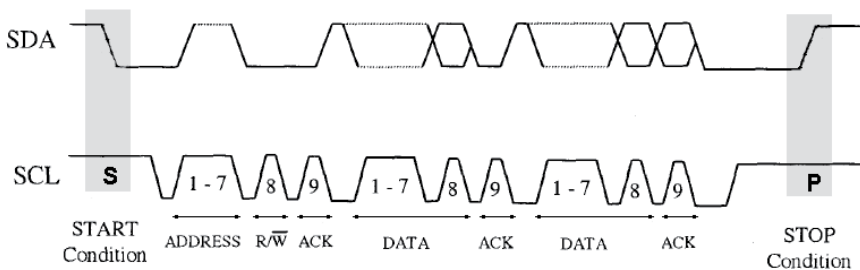 SDA
SCL
S
1 - 7
8
9
1 - 7
8
9
1 - 7
8
9
P
START
Condition
ADDRESS
R/W̅
ACK
DATA
ACK
DATA
ACK
STOP
Condition